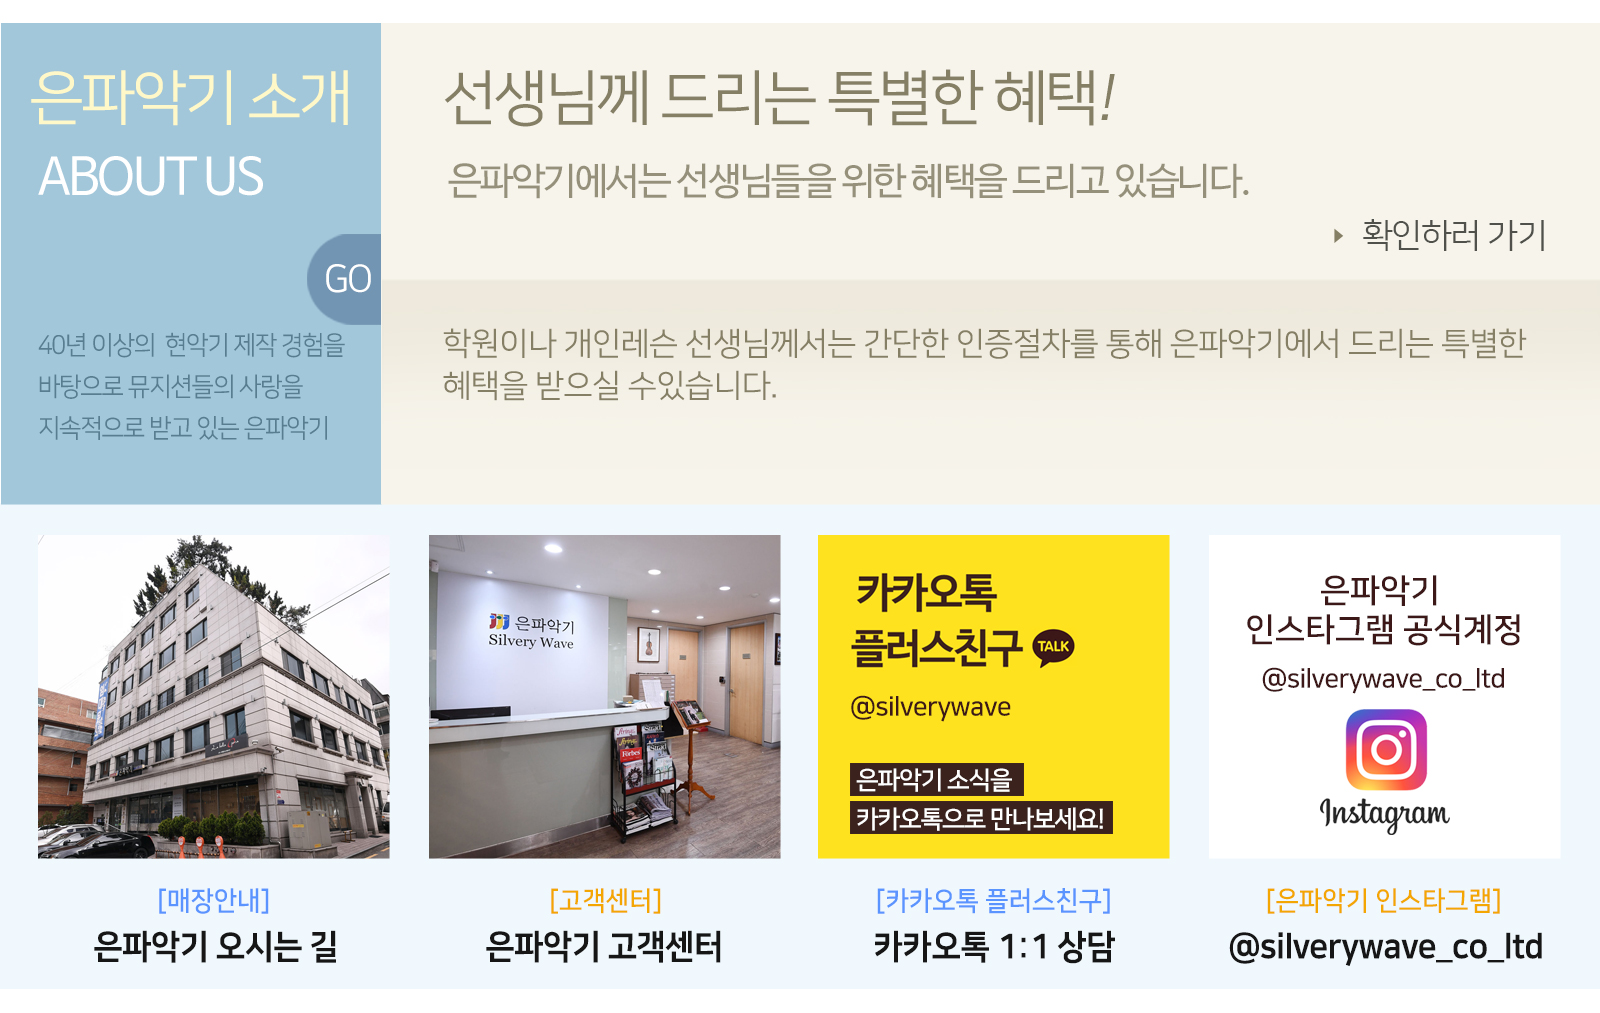 은파악기 소개
ABOUT US
GO
40년 이상의 현악기 제작 경험을
바탕으로 뮤지션들의 사랑을
지속적으로 받고 있는 은파악기
선생님께 드리는 특별한 혜택!
은파악기에서는 선생님들을 위한 혜택을 드리고 있습니다.
확인하러 가기
학원이나 개인레슨 선생님께서는 간단한 인증절차를 통해 은파악기에서 드리는 특별한
혜택을 받으실 수있습니다.
은파악기
Silvery Wave
Forbes
Strad
카카오톡
플러스친구 TALK
@silverywave
은파악기 소식을
카카오톡으로 만나보세요!
은파악기
인스타그램 공식계정
@silverywave_co_ltd
Instagram
[매장안내]
은파악기 오시는 길
[고객센터]
은파악기 고객센터
[카카오톡 플러스친구]
카카오톡 1:1 상담
[은파악기 인스타그램]
@silverywave_co_ltd